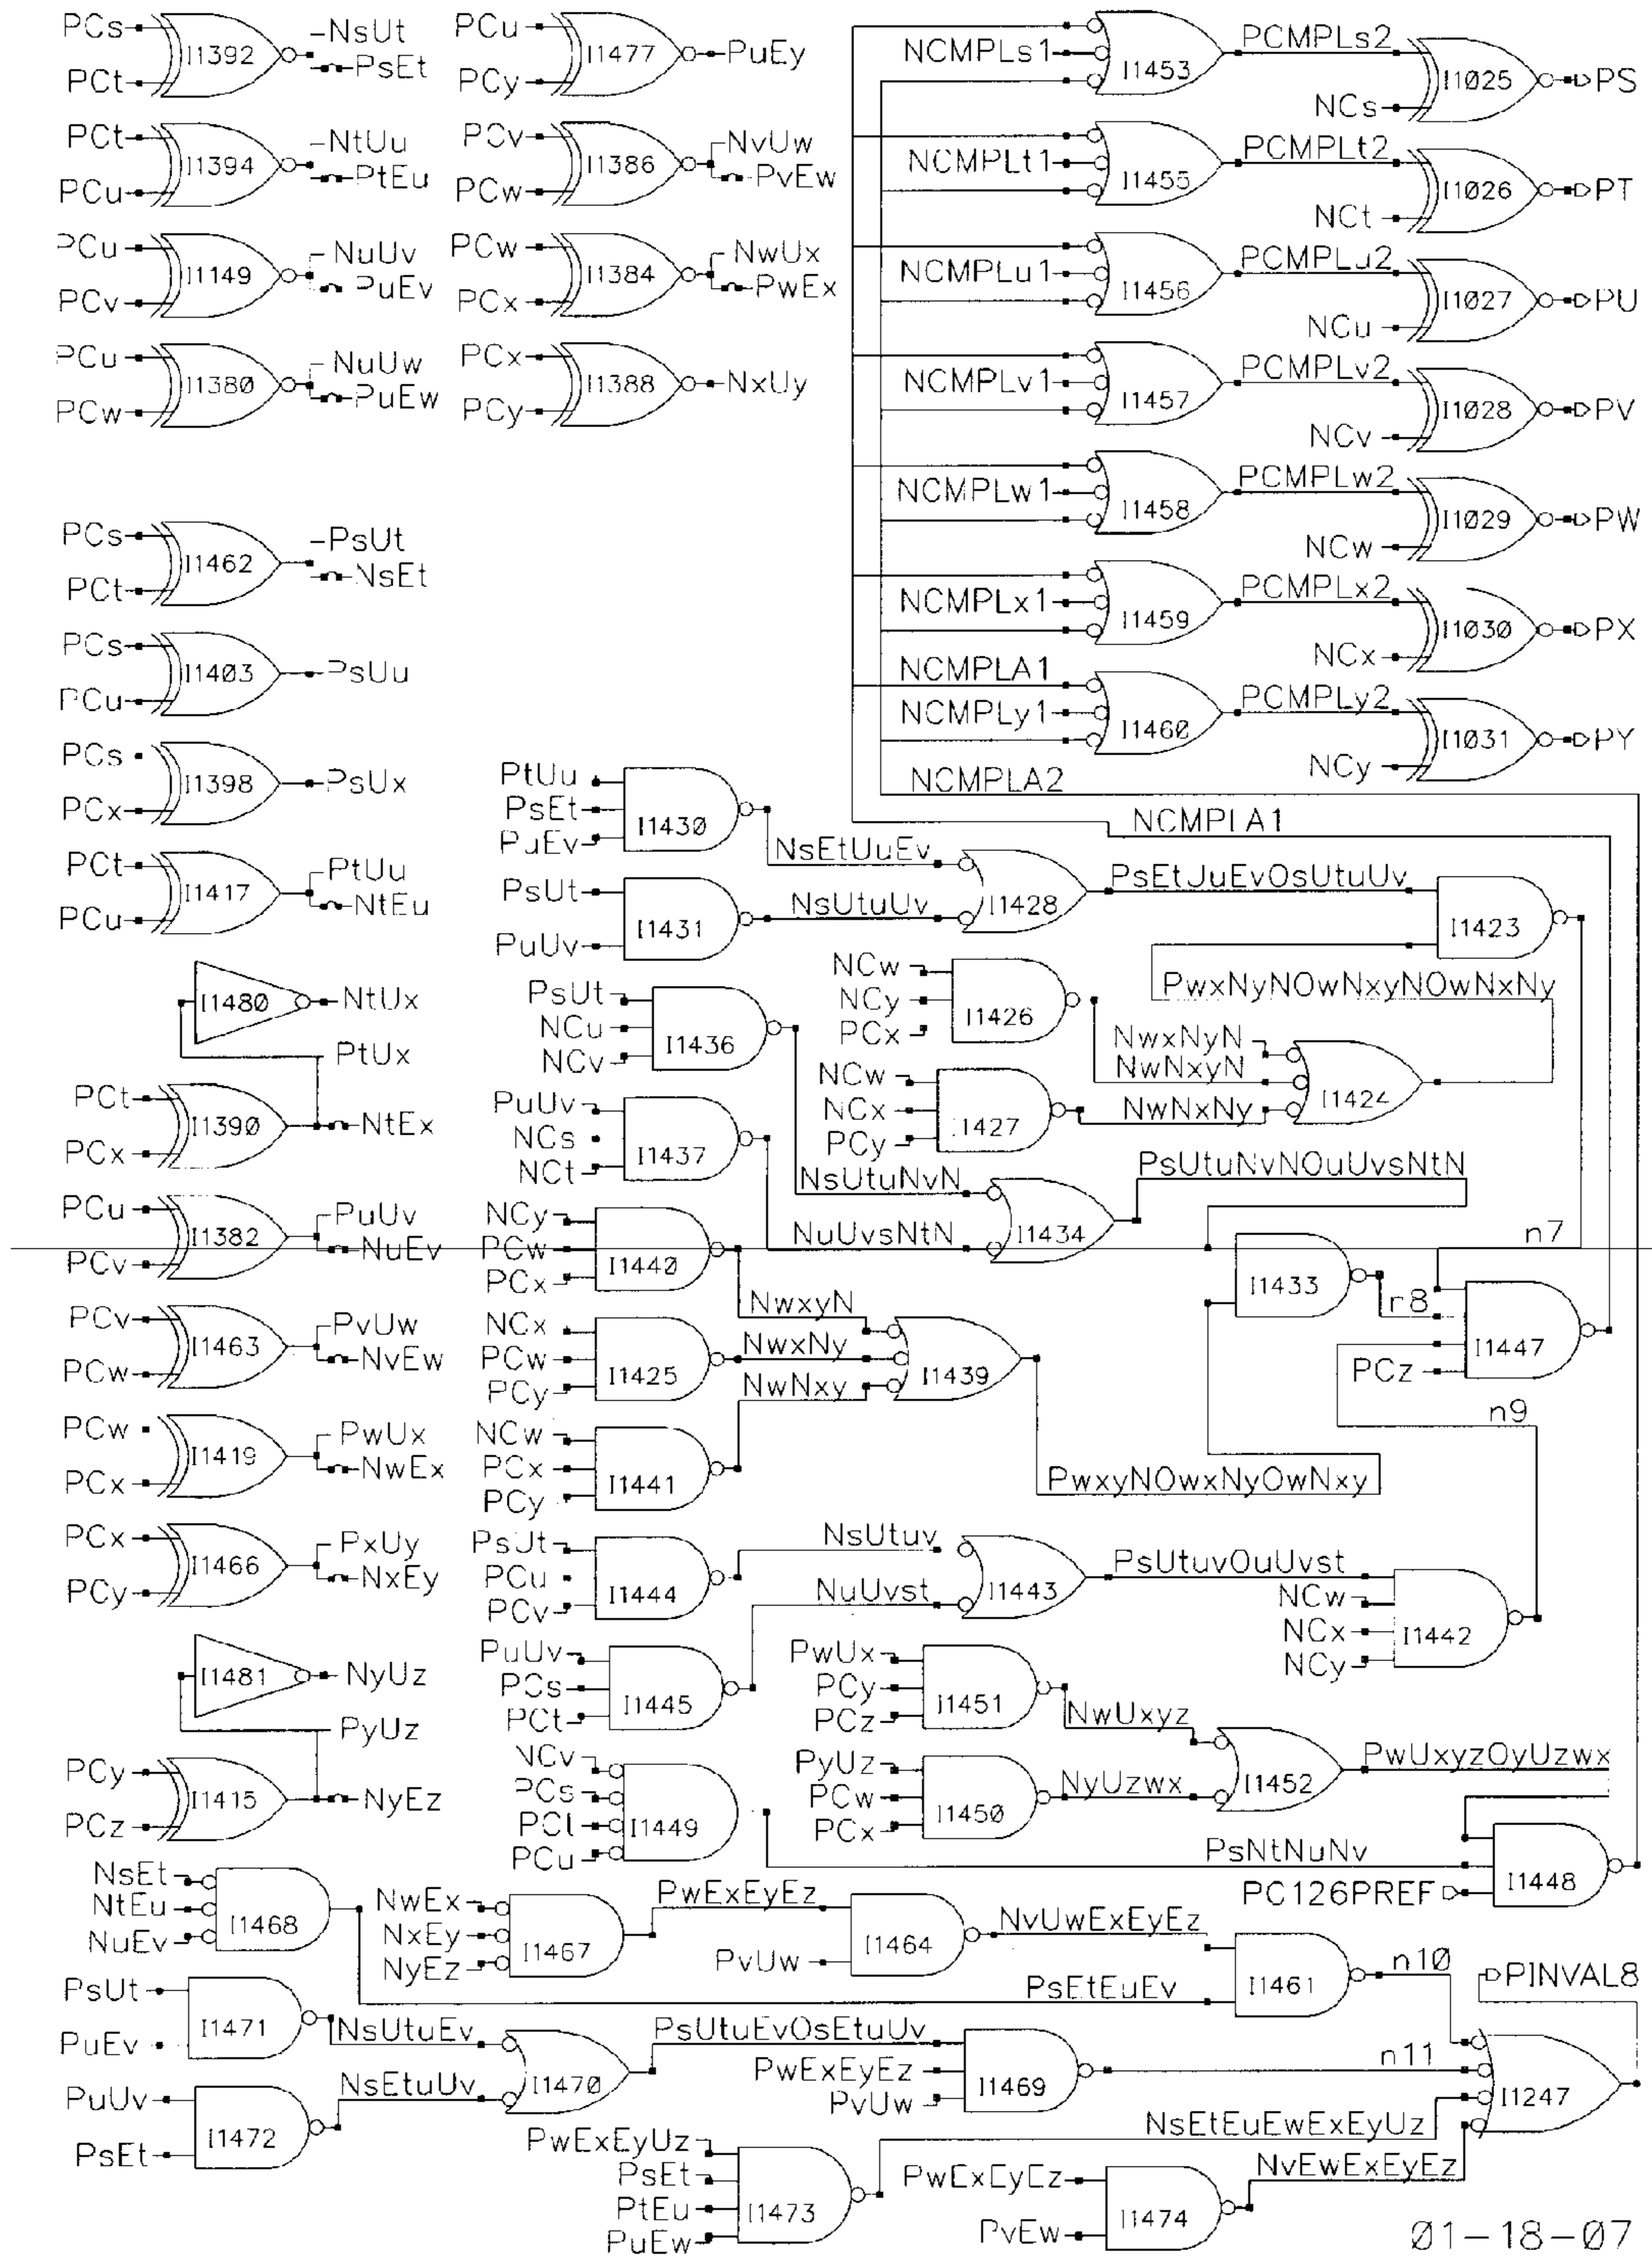 PCs
PCt
I1392
NsUt
PsEt
PCu
PCy
I1477
PuEy
PCt
PCu
I1394
NtUu
PtEu
PCv
PCw
I1386
NvUw
PvEw
PCu
PCv
I1149
NuUv
PuEv
PCw
PCx
I1384
NwUx
PwEx
PCu
PCw
I1380
NuUw
PuEw
PCx
PCy
I1388
NxUy
NCMPLs1
I1453
PCMPLs2
NCs
I1025
PS
NCMPLt1
I1455
PCMPLt2
NCt
I1026
PT
NCMPLu1
I1456
PCMPLu2
NCu
I1027
PU
NCMPLv1
I1457
PCMPLv2
NCv
I1028
PV
NCMPLw1
I1458
PCMPLw2
NCw
I1029
PW
NCMPLx1
I1459
PCMPLx2
NCx
I1030
PX
NCMPLA1
NCMPLy1
I1460
PCMPLy2
NCy
I1031
PY
NCMPLA2
NCMPLA1
PCs
PCt
I1462
PsUt
NsEt
PCs
PCu
I1403
PsUu
PCs
PCx
I1398
PsUx
PCt
PCu
I1417
PtUu
NtEu
I1480
NtUx
PtUx
PCt
PCx
I1390
NtEx
PCu
PCv
I1382
PuUv
NuEv
PCv
PCw
I1463
PvUw
NvEw
PCw
PCx
I1419
PwUx
NwEx
PCx
PCy
I1466
PxUy
NxEy
I1481
NyUz
PyUz
PCy
PCz
I1415
NyEz
PtUu
PsEt
PuEv
I1430
NsEtUuEv
PsUt
PuUv
I1431
NsUtuUv
I1428
PsEtUuEvOsUtuUv
I1423
PsUt
NCu
NCv
I1436
NCw
NCy
PCx
I1426
PwxNyNOwNxyNOwNxNy
NwxNyN
NwNxyN
NwNxNy
I1424
NCw
NCx
PCy
I1427
PuUv
NCs
NCt
I1437
NsUtuNvN
NuUvsNtN
I1434
PsUtuNvNOuUvsNtN
NCy
PCw
PCx
I1440
NwxyN
I1433
n7
n8
I1447
PCz
n9
NCx
PCw
PCy
I1425
NwxNy
NwNxy
I1439
NCw
PCx
PCy
I1441
PwxyNOwxNyOwNxy
PsUt
PCu
PCv
I1444
NsUtuv
NuUvst
I1443
PsUtuvOuUvst
NCw
NCx
NCy
I1442
PuUv
PCs
PCt
I1445
PwUx
PCy
PCz
I1451
NwUxyz
NCv
PCs
PCt
PCu
I1449
PyUz
PCw
PCx
I1450
NyUzwx
I1452
PwUxyzOyUzwx
PsNtNuNv
PC126PREF
I1448
NsEt
NtEu
NuEv
I1468
NwEx
NxEy
NyEz
I1467
PwExEyEz
PvUw
I1464
NvUwExEyEz
PsEtEuEv
I1461
n10
PINVAL8
PsUt
PuEv
I1471
NsUtuEv
PuUv
PsEt
I1472
NsEtuUv
I1470
PsUtuEvOsEtuUv
PwExEyEz
PvUw
I1469
n11
I1247
PwExEyUz
PsEt
PtEu
PuEw
I1473
NsEtEuEwExEyUz
PwExEyEz
PvEw
I1474
NvEwExEyEz
01-18-07